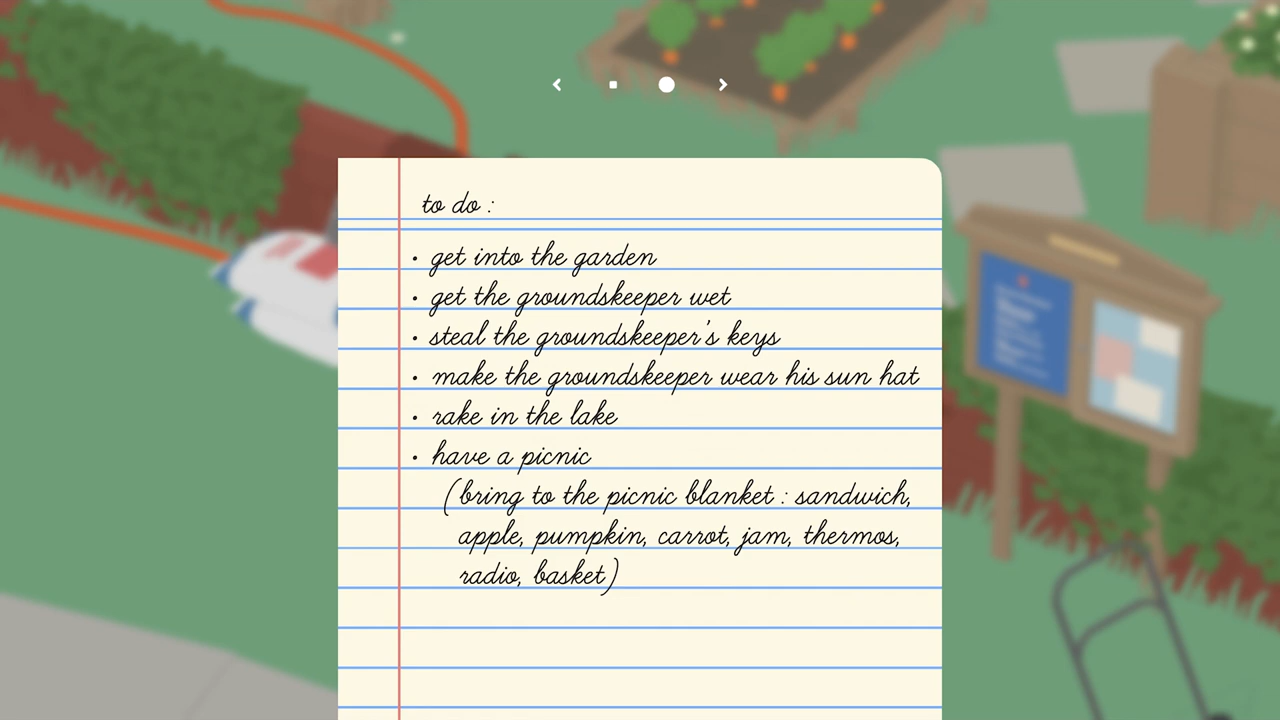 to do :
• get into the garden
• get the groundskeeper wet
• steal the groundskeeper's keys
• make the groundskeeper wear his sun hat
• rake in the lake
• have a picnic
(bring to the picnic blanket : sandwich,
apple, pumpkin, carrot, jam, thermos,
radio, basket)